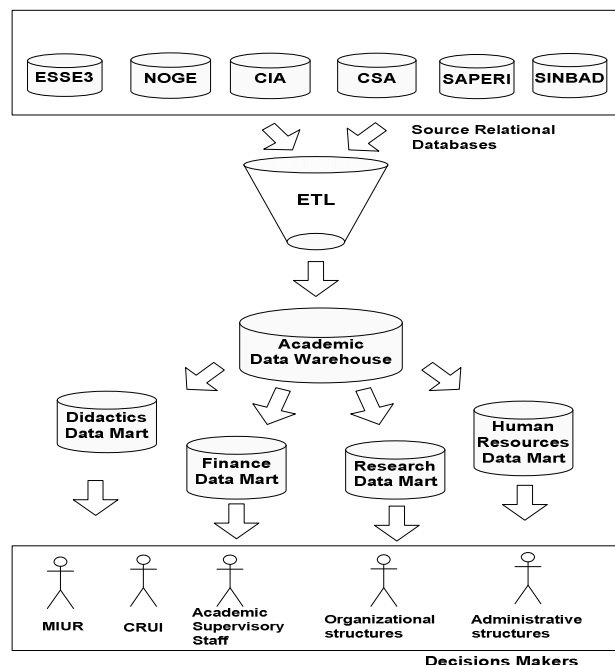 ESSE3
NOGE
CIA
CSA
SAPERI
SINBAD
Source Relational
Databases
ETL
Academic
Data Warehouse
Didactics
Data Mart
Finance
Data Mart
Research
Data Mart
Human
Resources
Data Mart
MIUR
CRUI
Academic
Supervisory
Staff
Organizational
structures
Administrative
structures
Decisions Makers